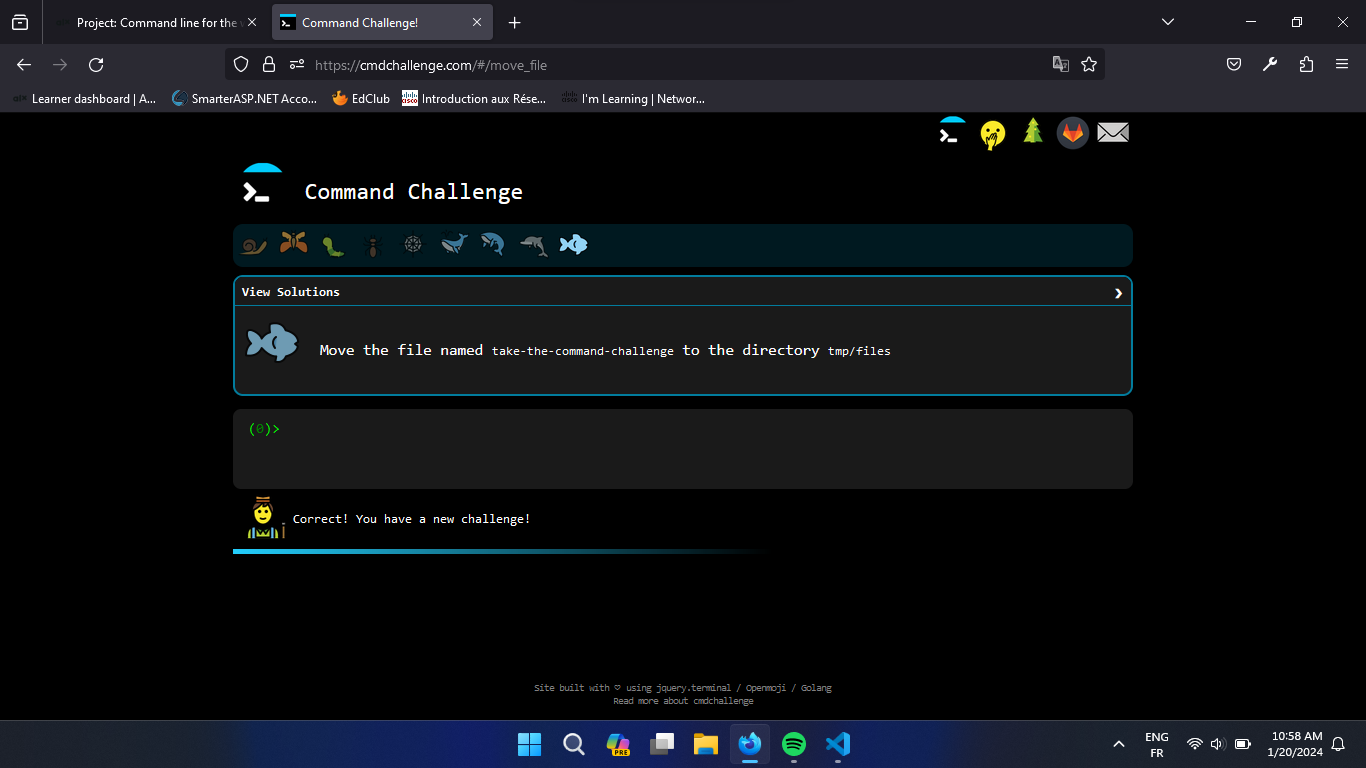 Project: Command line for the
Command Challenge!
https://cmdchallenge.com/#/move_file
Learner dashboard | A...
SmarterASP.NET Acco...
EdClub
Introduction aux Rése...
I'm Learning | Networ...
Command Challenge
View Solutions
Move the file named take-the-command-challenge to the directory tmp/files
(0)>
Correct! You have a new challenge!
Site built with ♡ using jquery.terminal / Openmoji / Golang
Read more about cmdchallenge
PRE
ENG
FR
10:58 AM
1/20/2024